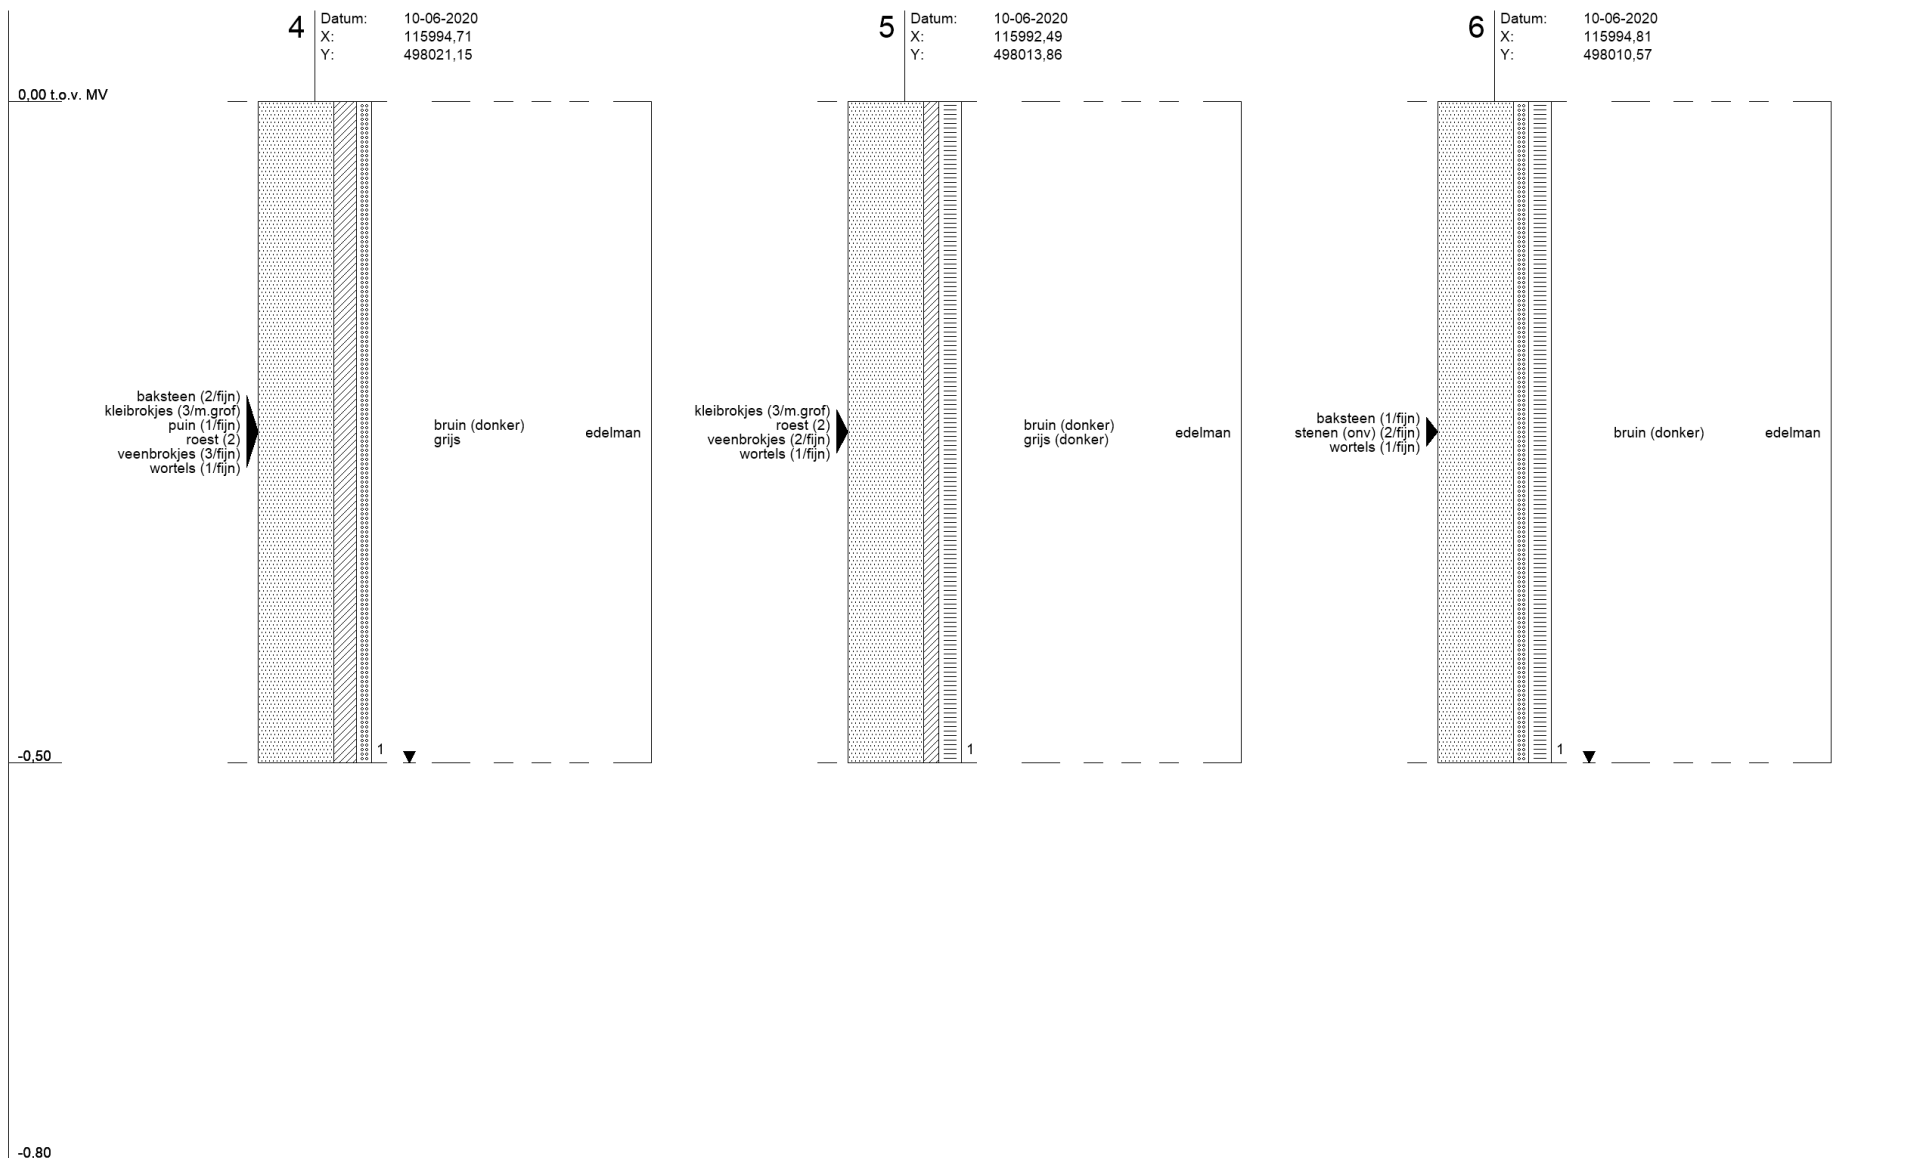 4
Datum: 10-06-2020
X: 115994,71
Y: 498021,15
5
Datum: 10-06-2020
X: 115992,49
Y: 498013,86
6
Datum: 10-06-2020
X: 115994,81
Y: 498010,57
0,00 t.o.v. MV
baksteen (2/fijn)
kleibrokjes (3/m.grof)
puin (1/fijn)
roest (2)
veenbrokjes (3/fijn)
wortels (1/fijn)
bruin (donker)
grijs
edelman
1
kleibrokjes (3/m.grof)
roest (2)
veenbrokjes (2/fijn)
wortels (1/fijn)
bruin (donker)
grijs (donker)
edelman
1
baksteen (1/fijn)
stenen (onv) (2/fijn)
wortels (1/fijn)
bruin (donker)
edelman
1
-0,50
-0,80